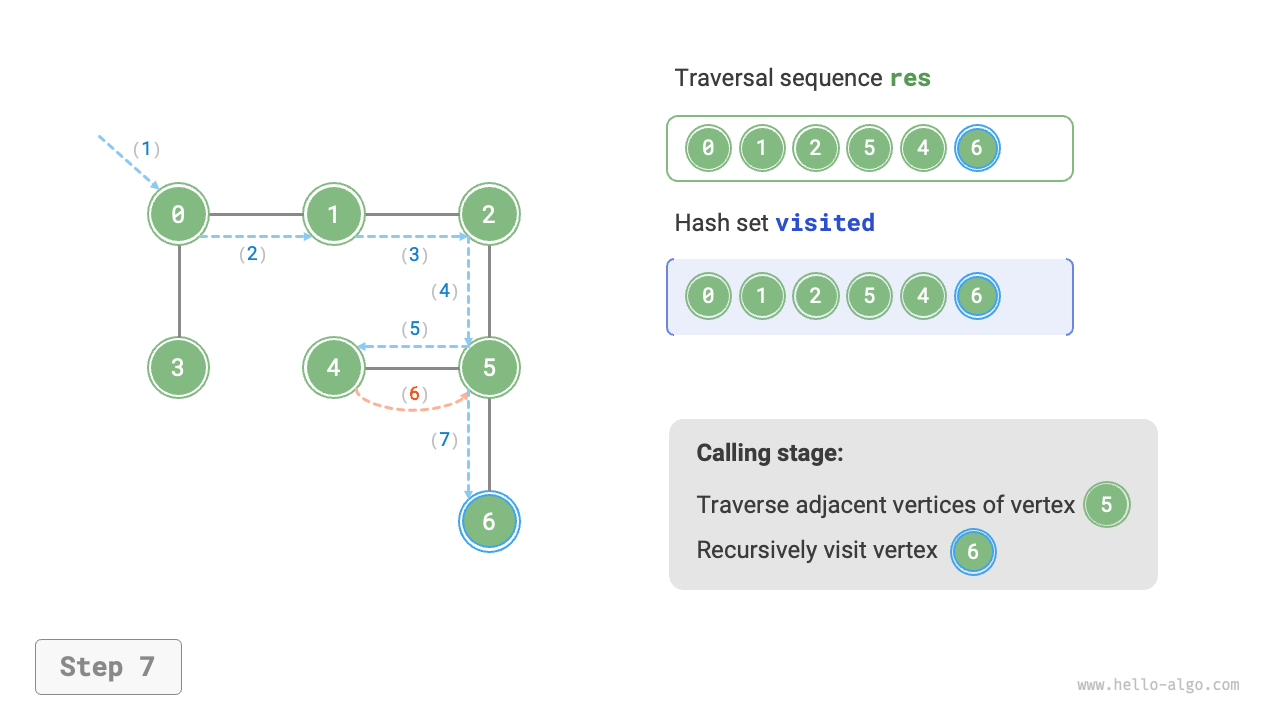 Traversal sequence res
(1)
0 1 2 5 4 6
0 1 2
Hash set visited
(2) (3)
(4)
0 1 2 5 4 6
(5)
3 4 5
(6)
(7)
Calling stage:
Traverse adjacent vertices of vertex 5
6
Recursively visit vertex 6
Step 7
www.hello-algo.com